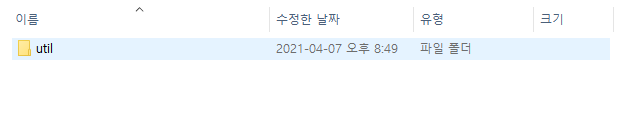 이름 수정한 날짜 유형 크기
util 2021-04-07 오후 8:49 파일 폴더